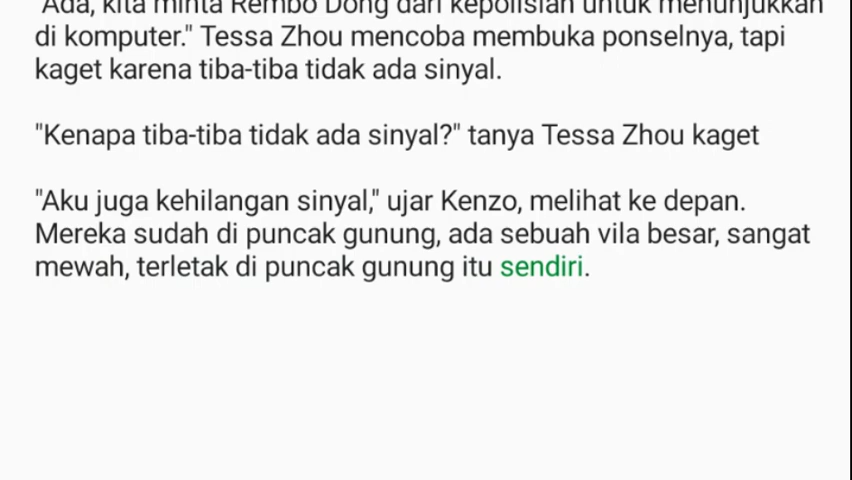 "Ada, kita minta Rembo Dong dari kepolisian untuk menunjukkan
di komputer." Tessa Zhou mencoba membuka ponselnya, tapi
kaget karena tiba-tiba tidak ada sinyal.
"Kenapa tiba-tiba tidak ada sinyal?" tanya Tessa Zhou kaget
"Aku juga kehilangan sinyal," ujar Kenzo, melihat ke depan.
Mereka sudah di puncak gunung, ada sebuah vila besar, sangat
mewah, terletak di puncak gunung itu sendiri.